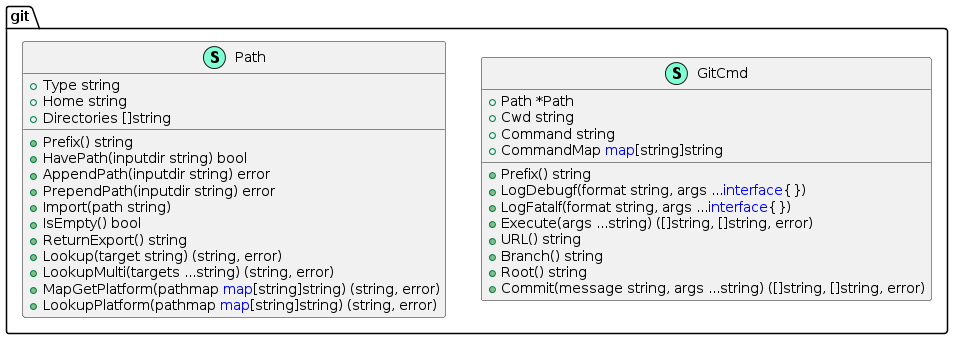 git
S Path
Type string
Home string
Directories []string
Prefix() string
HavePath(inputdir string) bool
AppendPath(inputdir string) error
PrependPath(inputdir string) error
Import(path string)
IsEmpty() bool
ReturnExport() string
Lookup(target string) (string, error)
LookupMulti(targets ...string) (string, error)
MapGetPlatform(pathmap map[string]string) (string, error)
LookupPlatform(pathmap map[string]string) (string, error)
S GitCmd
Path *Path
Cwd string
Command string
CommandMap map[string]string
Prefix() string
LogDebugf(format string, args ...interface{ })
LogFatalf(format string, args ...interface{ })
Execute(args ...string) ([]string, []string, error)
URL() string
Branch() string
Root() string
Commit(message string, args ...string) ([]string, []string, error)